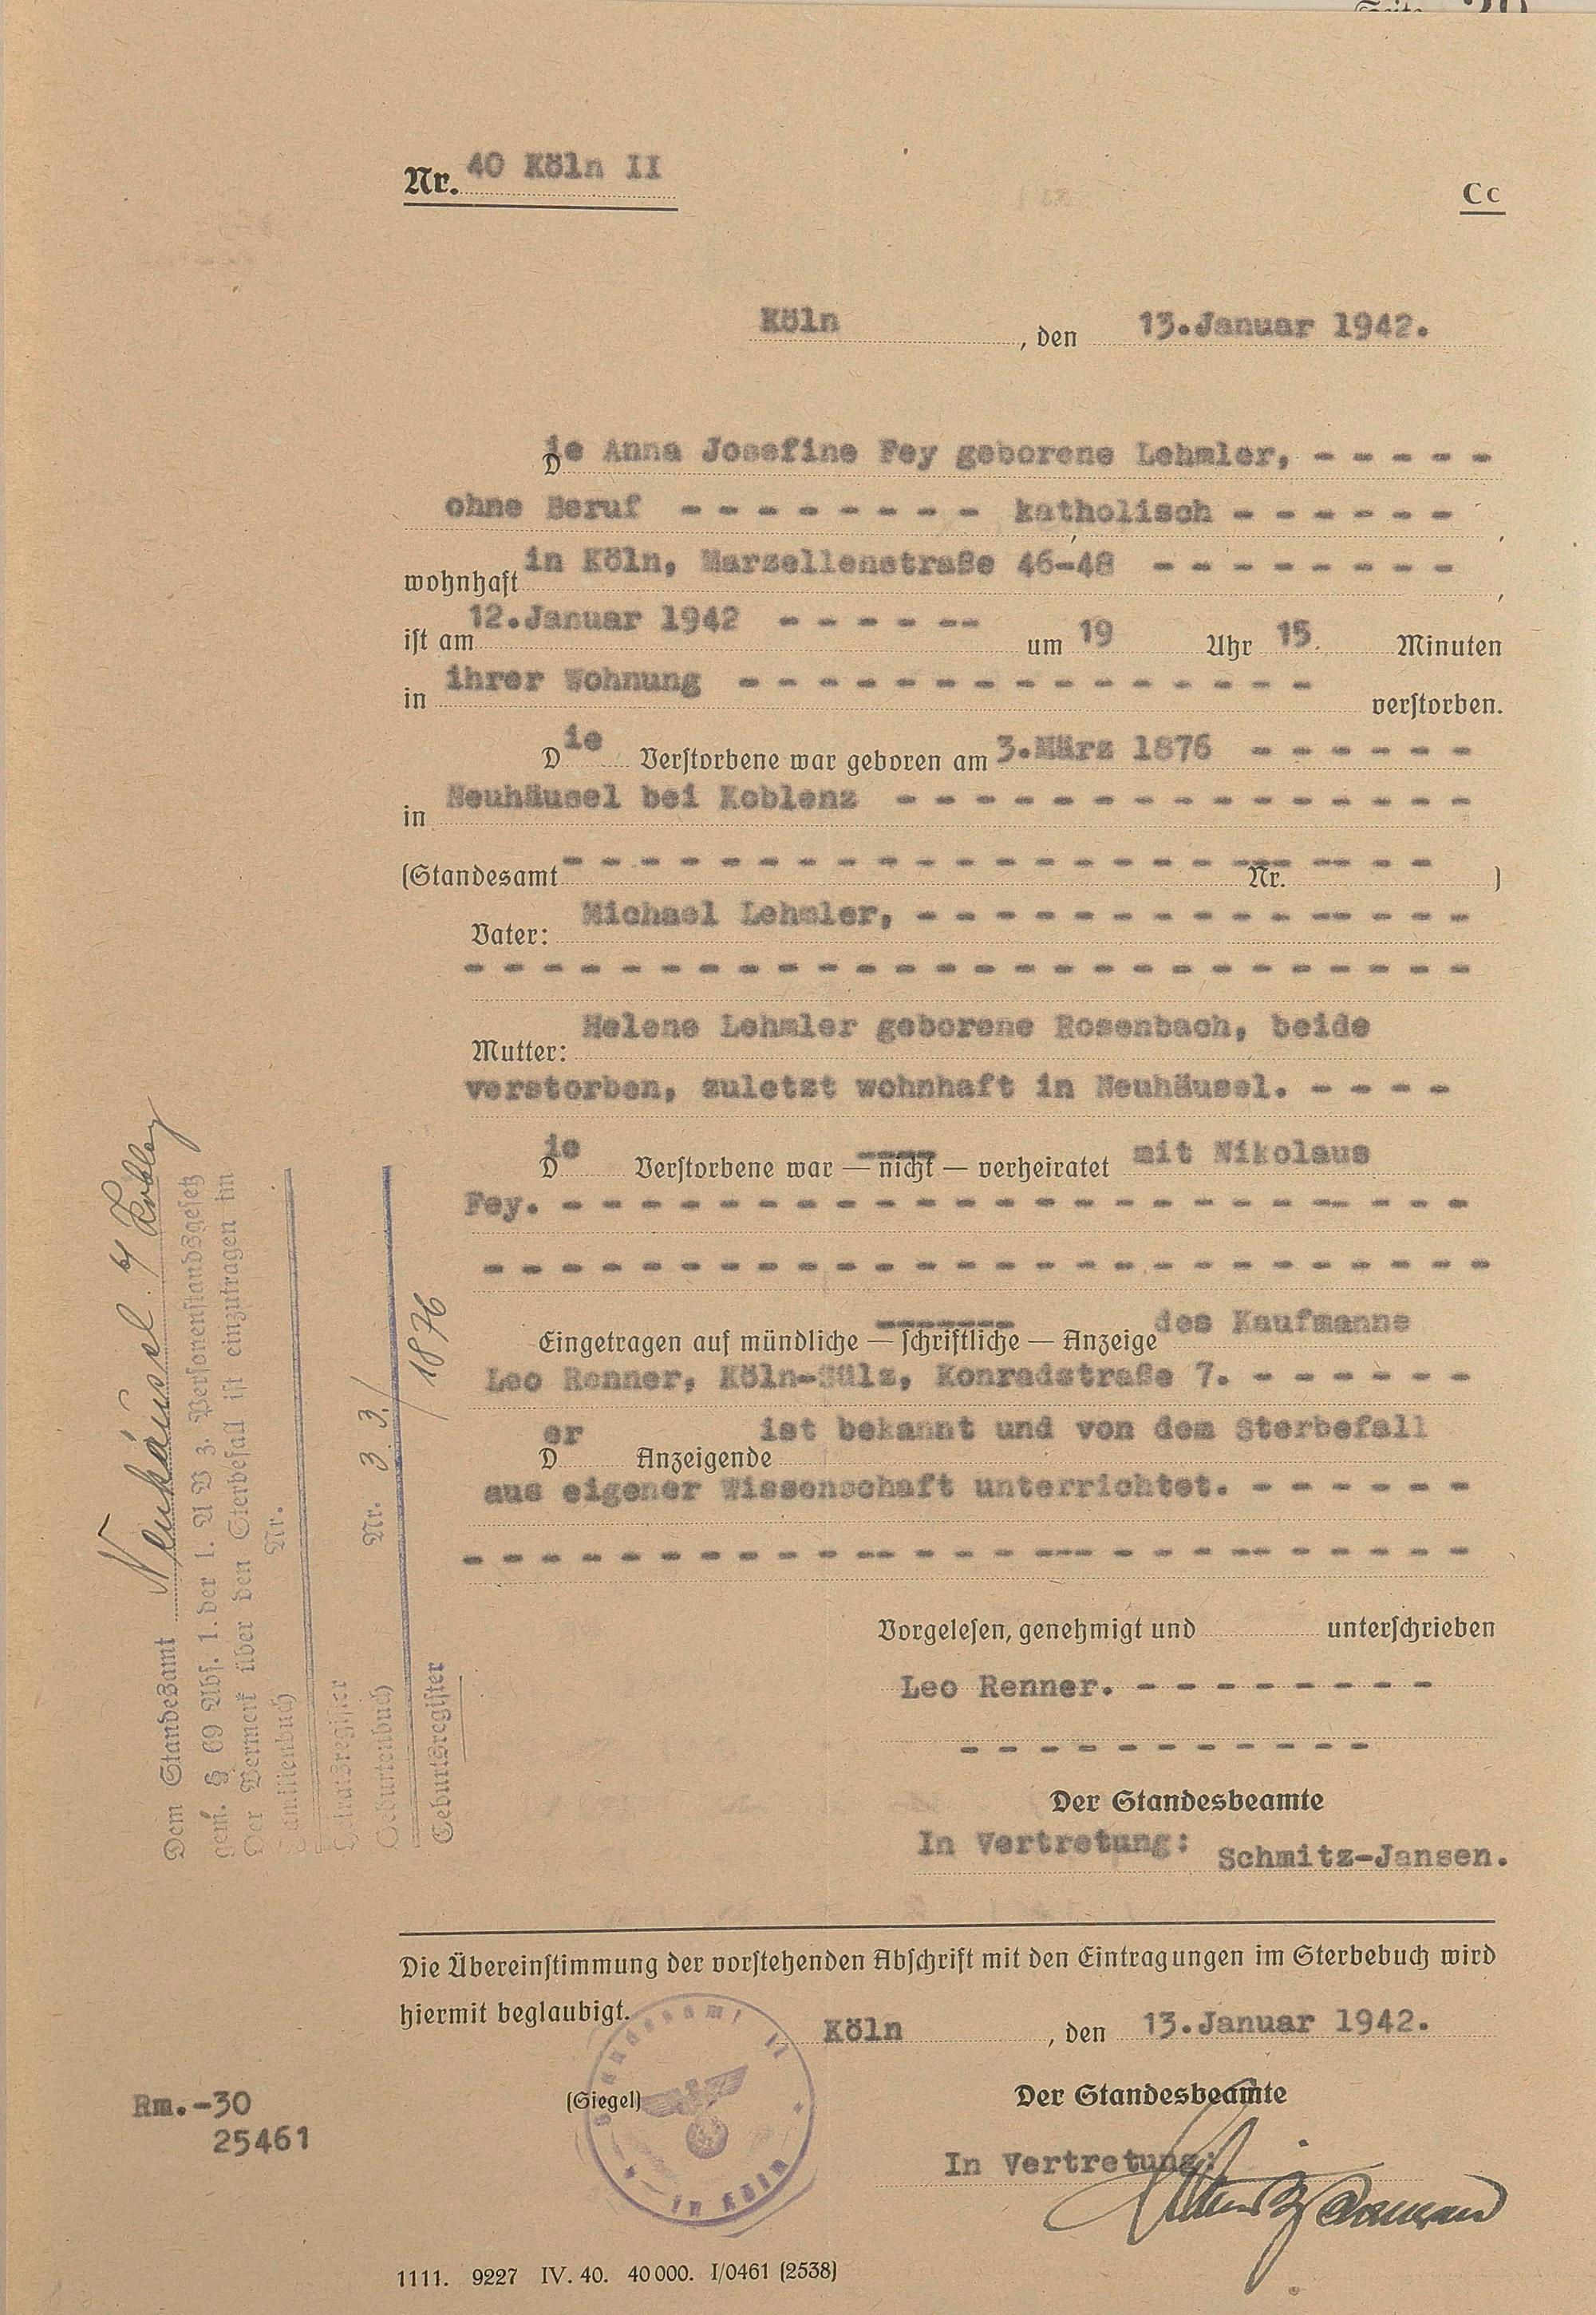 Nr. 40 Köln II
Cc
Köln, den 13.Januar 1942.
Die Anna Josefine Fey geborene Lehmler, - - - - -
ohne Beruf - - - - - - - - katholisch - - - - - - ,
wohnhaft in Köln, Marzellenstraße 46-48 - - - - - - - - ,
ist am 12.Januar 1942 - - - - - -- um 19 Uhr 15 Minuten
in ihrer Wohnung - - - - - - - - - - - - - - - verstorben.
Die Verstorbene war geboren am 3.März 1876 - - - - - -
in Neuhäusel bei Koblenz - - - - - - - - - - - - - - -
(Standesamt - - - - - - - - - - - - - - - - - - Nr. - - - - )
Vater: Michael Lehmler, - - - - - - - - - - - - - -
- - - - - - - - - - - - - - - - - - - - - - - - - -
Mutter: Helene Lehmler geborene Rosenbach, beide
verstorben, zuletzt wohnhaft in Neuhäusel. - - - -
Die Verstorbene war — nicht — verheiratet mit Nikolaus
Fey. - - - - - - - - - - - - - - - - - - - - - - - -
- - - - - - - - - - - - - - - - - - - - - - - - - -
Eingetragen auf mündliche — schriftliche — Anzeige des Kaufmanns
Leo Renner, Köln-Sülz, Konradstraße 7. - - - - - -
Der Anzeigende ist bekannt und von dem Sterbefall
aus eigener Wissenschaft unterrichtet. - - - - - -
- - - - - - - - - - - - - - - - - - - - - - - - - -
Vorgelesen, genehmigt und unterschrieben
Leo Renner. - - - - - - - -
- - - - - - - - - - -
Der Standesbeamte
In Vertretung: Schmitz-Jansen.
Die Übereinstimmung der vorstehenden Abschrift mit den Eintragungen im Sterbebuch wird
hiermit beglaubigt.
Köln, den 13.Januar 1942.
(Siegel)
Standesamt II
in Köln
Der Standesbeamte
In Vertretung:
Schmitz Jansen
Rm.-30
25461
1111. 9227 IV. 40. 40000. I/0461 (2538)
Dem Standesamt Neuhäusel b/
gem. § 69 Abs. 1. der 1. A V z. Personenstandsgesetz
Der Vermerk über den Sterbefall ist einzutragen im
Familienbuch Nr.
Heiratsregister
Geburtenbuch Nr. 3. 3./1876
Geburtsregister